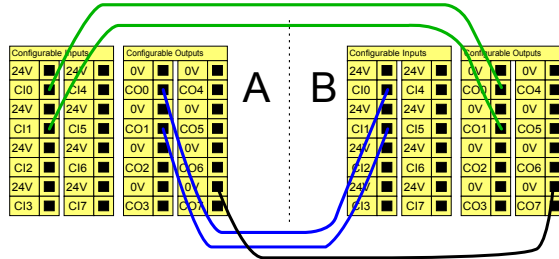 Configurable Inputs Configurable Outputs A B Configurable Inputs Configurable Outputs
24V 24V 0V 0V 24V 24V 0V 0V
CI0 CI4 CO0 CO4 CI0 CI4 CO0 CO4
24V 24V 0V 0V 24V 24V 0V 0V
CI1 CI5 CO1 CO5 CI1 CI5 CO1 CO5
24V 24V 0V 0V 24V 24V 0V 0V
CI2 CI6 CO2 CO6 CI2 CI6 CO2 CO6
24V 24V 0V 0V 24V 24V 0V 0V
CI3 CI7 CO3 CO7 CI3 CI7 CO3 CO7